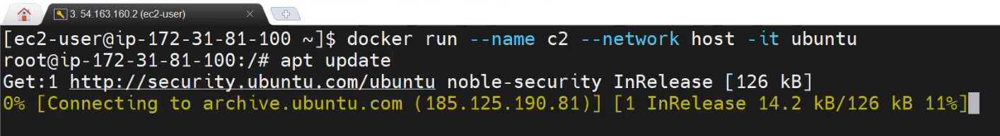 3. 54.163.160.2 (ec2-user)
[ec2-user@ip-172-31-81-100 ~]$ docker run --name c2 --network host -it ubuntu
root@ip-172-31-81-100:/# apt update
Get:1 http://security.ubuntu.com/ubuntu noble-security InRelease [126 kB]
0% [Connecting to archive.ubuntu.com (185.125.190.81)] [1 InRelease 14.2 kB/126 kB 11%]